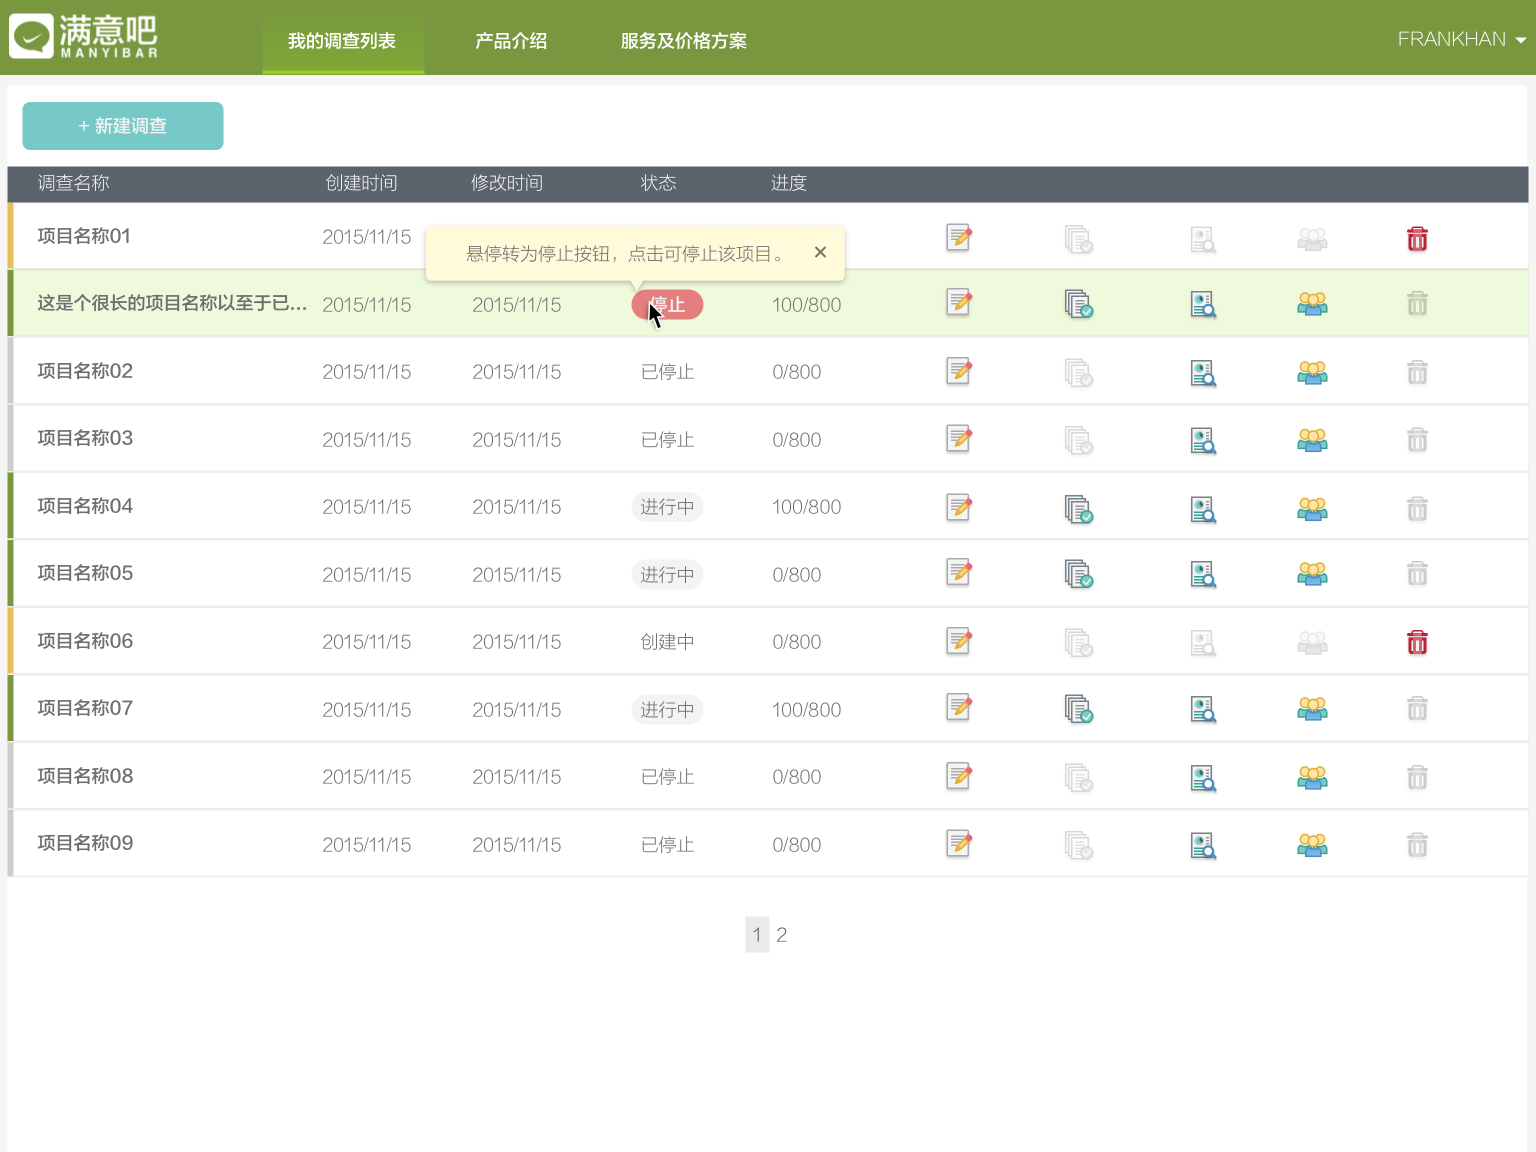 满意吧
MANYIBAR
我的调查列表 产品介绍 服务及价格方案 FRANKHAN
+ 新建调查
调查名称 创建时间 修改时间 状态 进度
项目名称01 2015/11/15
悬停转为停止按钮，点击可停止该项目。 ×
这是个很长的项目名称以至于已... 2015/11/15 2015/11/15 停止 100/800
项目名称02 2015/11/15 2015/11/15 已停止 0/800
项目名称03 2015/11/15 2015/11/15 已停止 0/800
项目名称04 2015/11/15 2015/11/15 进行中 100/800
项目名称05 2015/11/15 2015/11/15 进行中 0/800
项目名称06 2015/11/15 2015/11/15 创建中 0/800
项目名称07 2015/11/15 2015/11/15 进行中 100/800
项目名称08 2015/11/15 2015/11/15 已停止 0/800
项目名称09 2015/11/15 2015/11/15 已停止 0/800
1 2